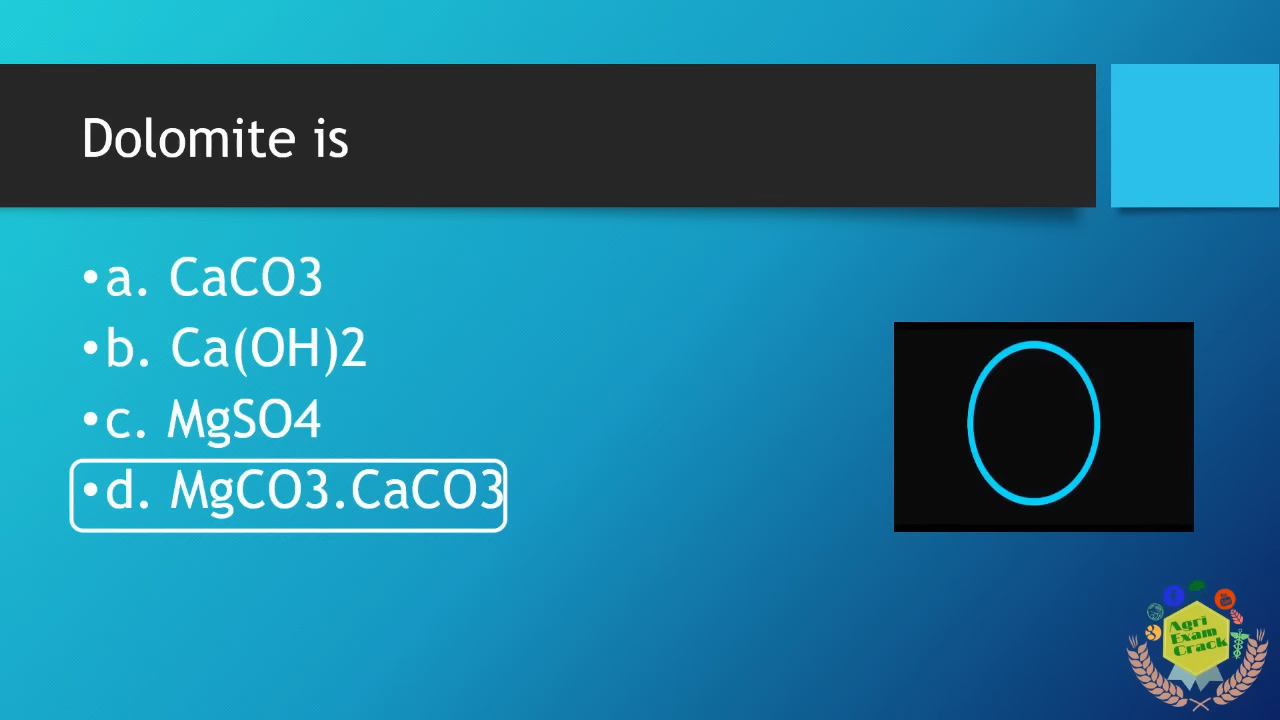 Dolomite is
•a. CaCO3
•b. Ca(OH)2
•c. MgSO4
•d. MgCO3.CaCO3
Agri
Exam
Crack